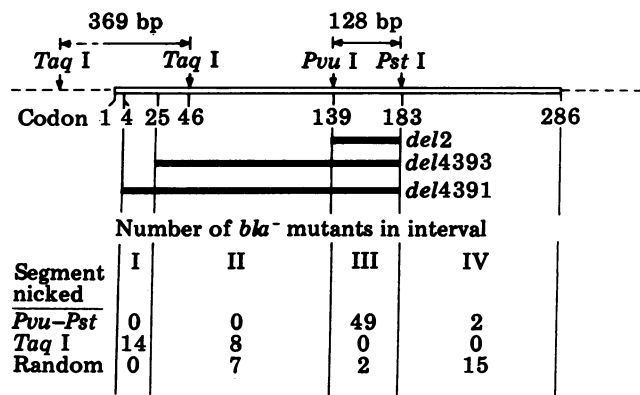 369 bp 128 bp
Taq I Taq I Pvu I Pst I
Codon 1 4 25 46 139 183 286
del2
del4393
del4391
Number of bla⁻ mutants in interval
I II III IV
Segment
nicked
Pvu–Pst 0 0 49 2
Taq I 14 8 0 0
Random 0 7 2 15